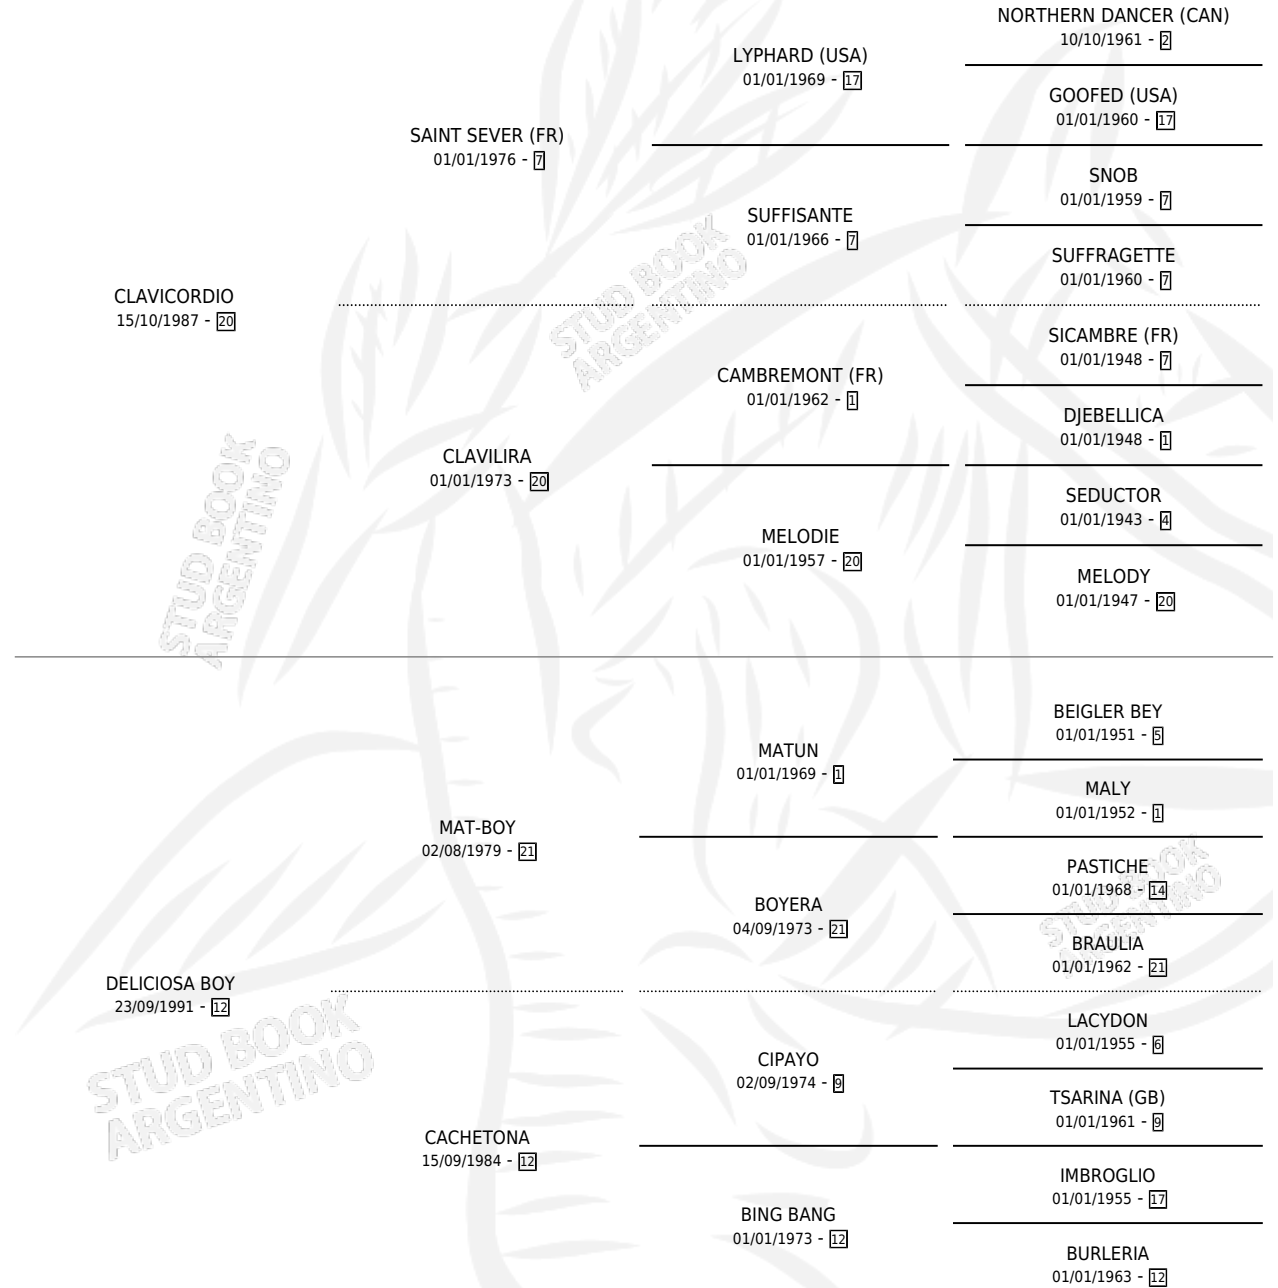 NORTHERN DANCER (CAN)
10/10/1961 - 2
LYPHARD (USA)
01/01/1969 - 17
GOOFED (USA)
01/01/1960 - 17
SAINT SEVER (FR)
01/01/1976 - 7
SNOB
01/01/1959 - 7
SUFFISANTE
01/01/1966 - 7
SUFFRAGETTE
01/01/1960 - 7
CLAVICORDIO
15/10/1987 - 20
STUD BOOK
ARGENTINO
SICAMBRE (FR)
01/01/1948 - 7
CAMBREMONT (FR)
01/01/1962 - 1
DJEBELLICA
01/01/1948 - 1
CLAVILIRA
01/01/1973 - 20
SEDUCTOR
01/01/1943 - 4
MELODIE
01/01/1957 - 20
MELODY
01/01/1947 - 20
STUD BOOK
ARGENTINO
BEIGLER BEY
01/01/1951 - 5
MATUN
01/01/1969 - 1
MALY
01/01/1952 - 1
MAT-BOY
02/08/1979 - 21
PASTICHE
01/01/1968 - 14
BOYERA
04/09/1973 - 21
BRAULIA
01/01/1962 - 21
STUD BOOK
ARGENTINO
DELICIOSA BOY
23/09/1991 - 12
LACYDON
01/01/1955 - 6
CIPAYO
02/09/1974 - 9
TSARINA (GB)
01/01/1961 - 9
STUD BOOK
ARGENTINO
CACHETONA
15/09/1984 - 12
IMBROGLIO
01/01/1955 - 17
BING BANG
01/01/1973 - 12
BURLERIA
01/01/1963 - 12